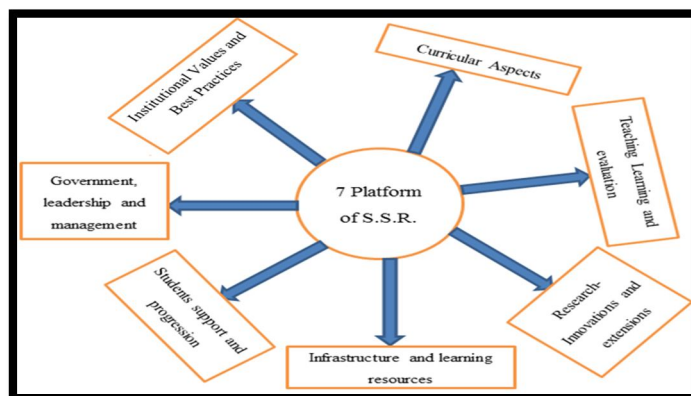 Institutional Values and
Best Practices
Curricular Aspects
Teaching Learning and
evaluation
Government,
leadership and
management
7 Platform
of S.S.R.
Students support and
progression
Infrastructure and learning
resources
Research-
Innovations and
extensions